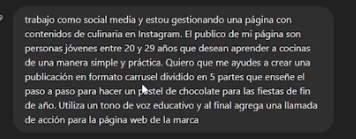 trabajo como social media y estou gestionando una página con
contenidos de culinaria en Instagram. El publico de mi página son
personas jóvenes entre 20 y 29 años que desean aprender a cocinas
de una manera simple y práctica. Quiero que me ayudes a crear una
publicación en formato carrusel dividido en 5 partes que enseñe el
paso a paso para hacer un pastel de chocolate para las fiestas de fin
de año. Utiliza un tono de voz educativo y al final agrega una llamada
de acción para la página web de la marca